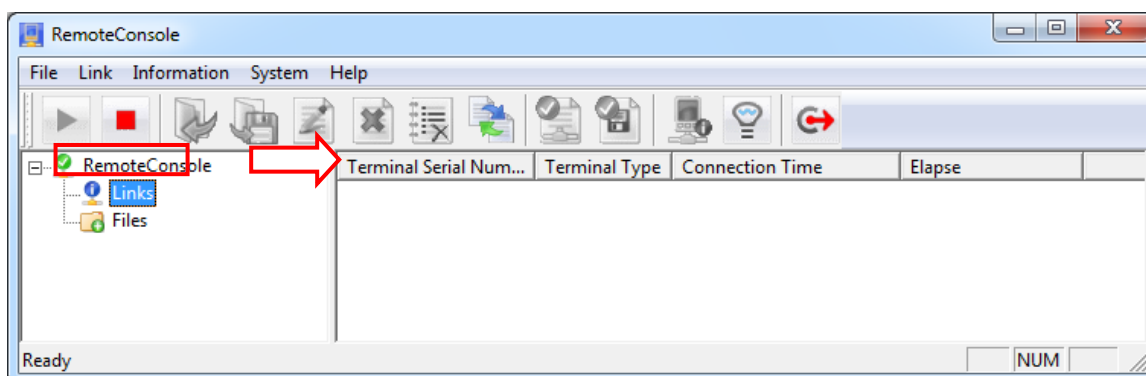 RemoteConsole
File Link Information System Help
RemoteConsole
Terminal Serial Num... Terminal Type Connection Time Elapse
Links
Files
Ready NUM